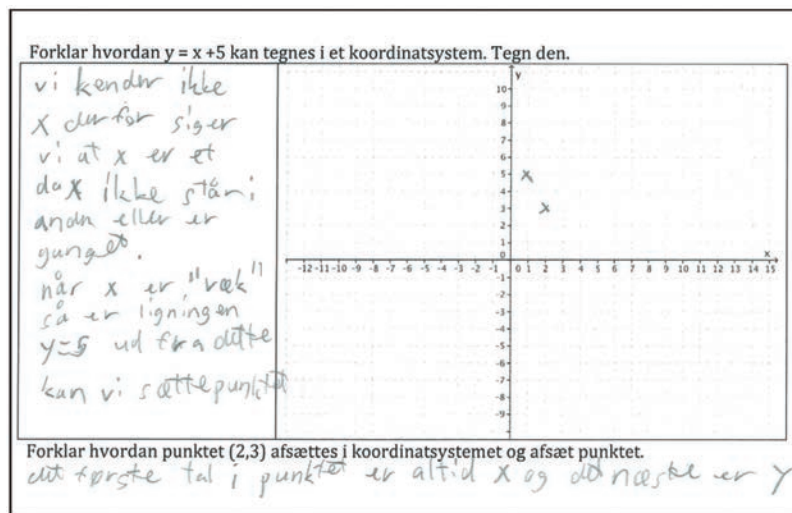 Forklar hvordan y = x +5 kan tegnes i et koordinatsystem. Tegn den.
vi kender ikke
x derfor siger
vi at x er et
da x ikke står i
anden eller er
ganget.
når x er "væk"
så er ligningen
y=5 ud fra dette
kan vi sætte punktet
y
10
9
8
7
6
5
4
3
2
1
0
x
-12 -11 -10 -9 -8 -7 -6 -5 -4 -3 -2 -1 0 1 2 3 4 5 6 7 8 9 10 11 12 13 14 15
-1
-2
-3
-4
-5
-6
-7
-8
-9
Forklar hvordan punktet (2,3) afsættes i koordinatsystemet og afsæt punktet.
det første tal i punktet er altid x og det næste er y